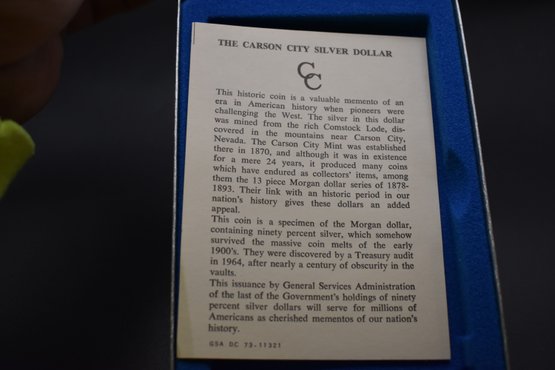 THE CARSON CITY SILVER DOLLAR
CC
This historic coin is a valuable memento of an
era in American history when pioneers were
challenging the West. The silver in this dollar
was mined from the rich Comstock Lode, dis-
covered in the mountains near Carson City,
Nevada. The Carson City Mint was established
there in 1870, and although it was in existence
for a mere 24 years, it produced many coins
which have endured as collectors' items, among
them the 13 piece Morgan dollar series of 1878-
1893. Their link with an historic period in our
nation's history gives these dollars an added
appeal.
This coin is a specimen of the Morgan dollar,
containing ninety percent silver, which somehow
survived the massive coin melts of the early
1900's. They were discovered by a Treasury audit
in 1964, after nearly a century of obscurity in the
vaults.
This issuance by General Services Administration
of the last of the Government's holdings of ninety
percent silver dollars will serve for millions of
Americans as cherished mementos of our nation's
history.
GSA DC 73-11321